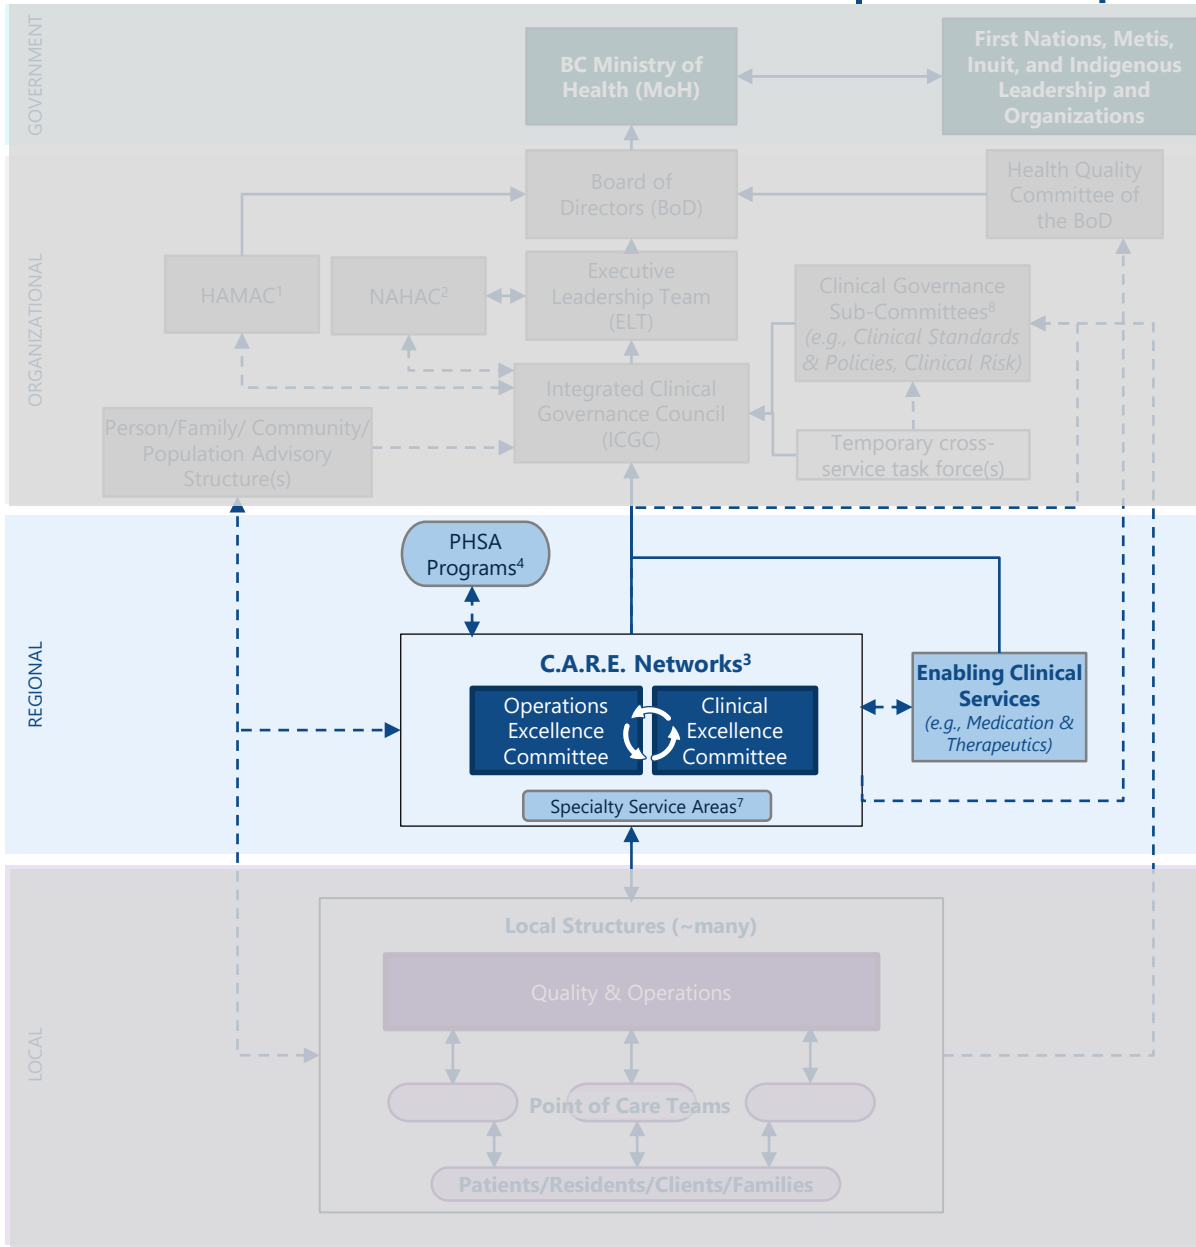 GOVERNMENT
BC Ministry of
Health (MoH)
First Nations, Metis,
Inuit, and Indigenous
Leadership and
Organizations
ORGANIZATIONAL
Board of
Directors (BoD)
Health Quality
Committee of
the BoD
HAMAC¹
NAHAC²
Executive
Leadership Team
(ELT)
Clinical Governance
Sub-Committees⁸
(e.g., Clinical Standards
& Policies, Clinical Risk)
Integrated Clinical
Governance Council
(ICGC)
Person/Family/ Community/
Population Advisory
Structure(s)
Temporary cross-
service task force(s)
REGIONAL
PHSA
Programs⁴
C.A.R.E. Networks³
Operations
Excellence
Committee
Clinical
Excellence
Committee
Specialty Service Areas⁷
Enabling Clinical
Services
(e.g., Medication &
Therapeutics)
LOCAL
Local Structures (~many)
Quality & Operations
Point of Care Teams
Patients/Residents/Clients/Families